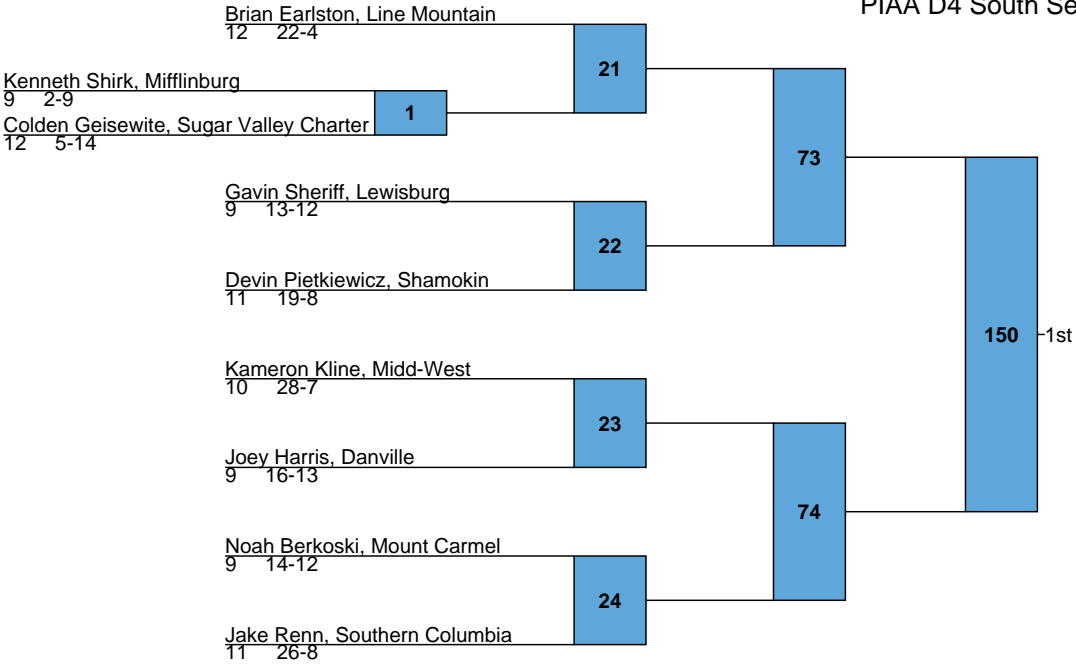 PIAA D4 South Se
Brian Earlston, Line Mountain
12 22-4
21
Kenneth Shirk, Mifflinburg
9 2-9
1
Colden Geisewite, Sugar Valley Charter
12 5-14
73
Gavin Sheriff, Lewisburg
9 13-12
22
Devin Pietkiewicz, Shamokin
11 19-8
150
1st
Kameron Kline, Midd-West
10 28-7
23
Joey Harris, Danville
9 16-13
74
Noah Berkoski, Mount Carmel
9 14-12
24
Jake Renn, Southern Columbia
11 26-8